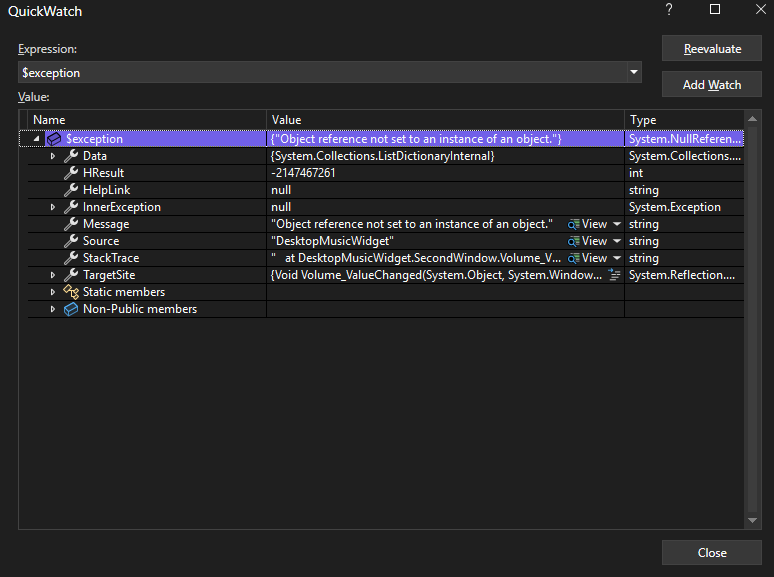 QuickWatch ?
Expression:
Reevaluate
$exception
Add Watch
Value:
Name Value Type
$exception {"Object reference not set to an instance of an object."} System.NullReferen...
Data {System.Collections.ListDictionaryInternal} System.Collections....
HResult -2147467261 int
HelpLink null string
InnerException null System.Exception
Message "Object reference not set to an instance of an object." View string
Source "DesktopMusicWidget" View string
StackTrace " at DesktopMusicWidget.SecondWindow.Volume_V... View string
TargetSite {Void Volume_ValueChanged(System.Object, System.Window... System.Reflection....
Static members
Non-Public members
Close